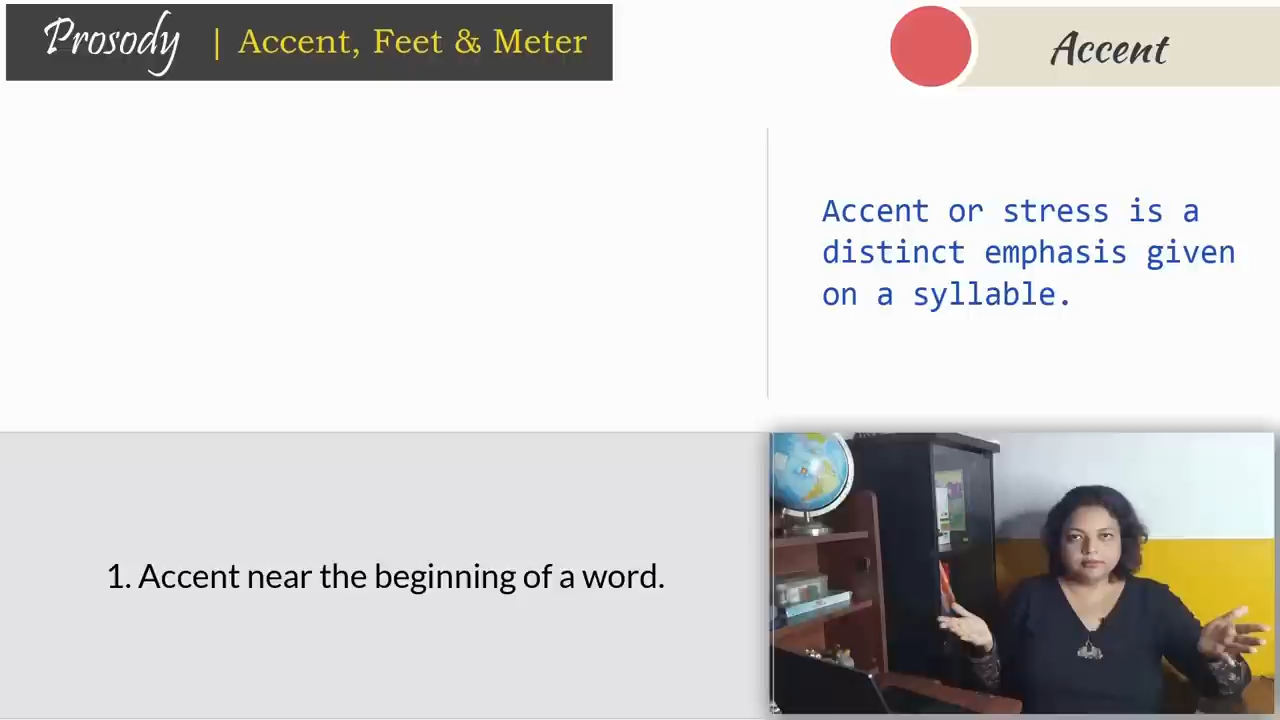 Prosody | Accent, Feet & Meter
Accent
Accent or stress is a
distinct emphasis given
on a syllable.
1. Accent near the beginning of a word.